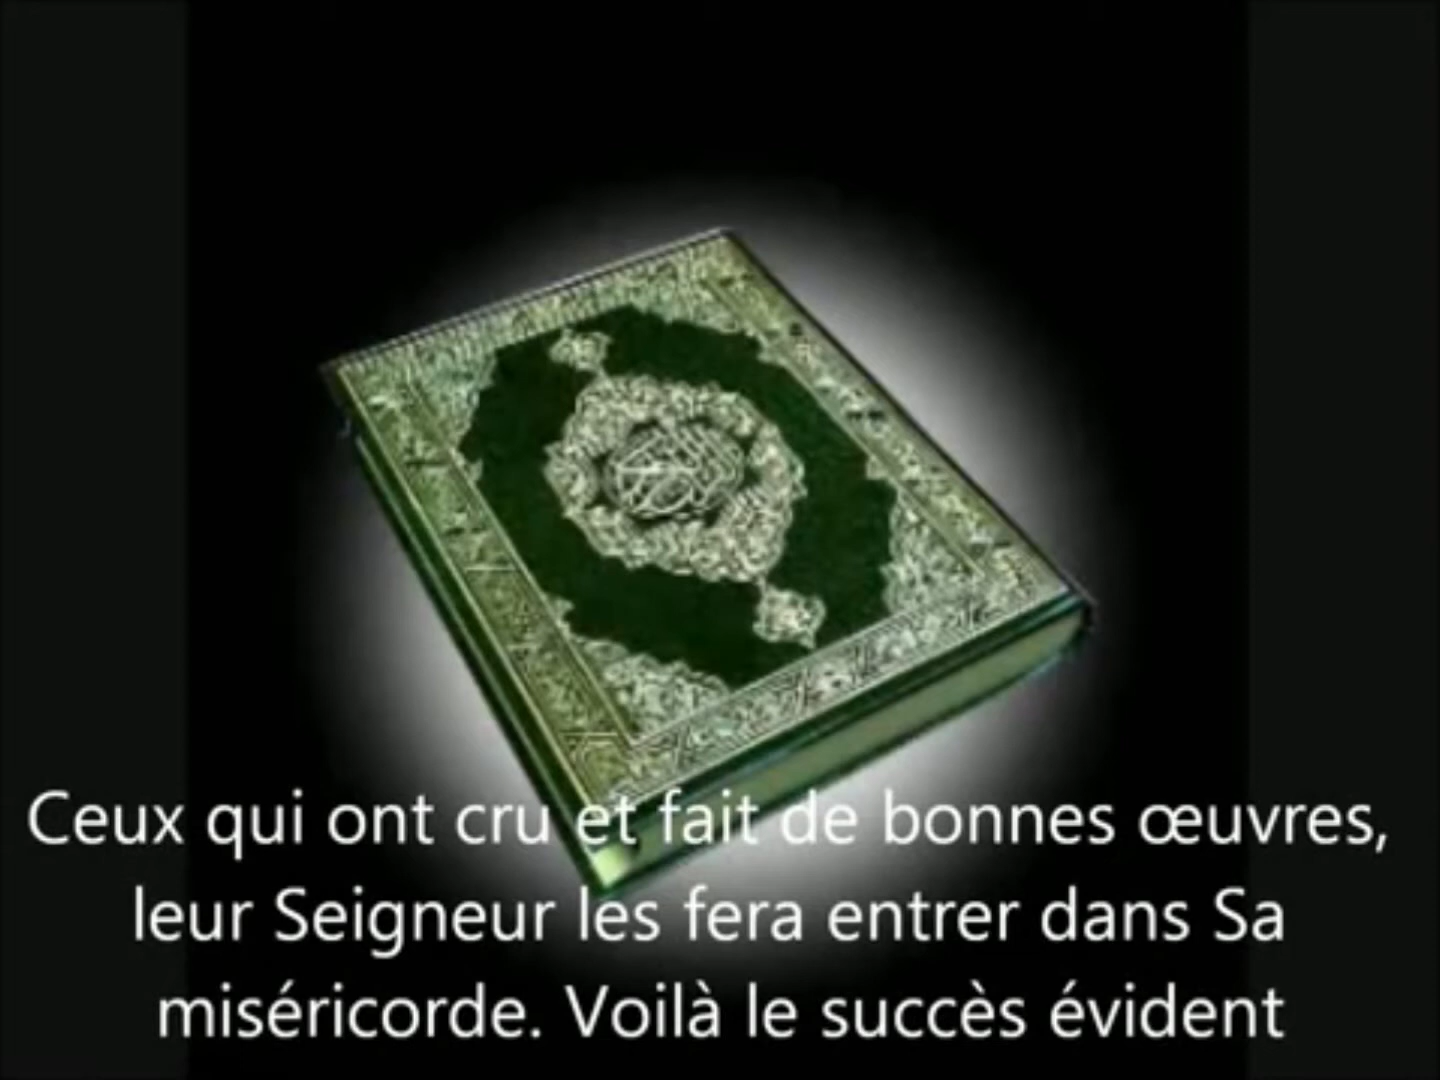 Ceux qui ont cru et fait de bonnes œuvres,
leur Seigneur les fera entrer dans Sa
miséricorde. Voilà le succès évident